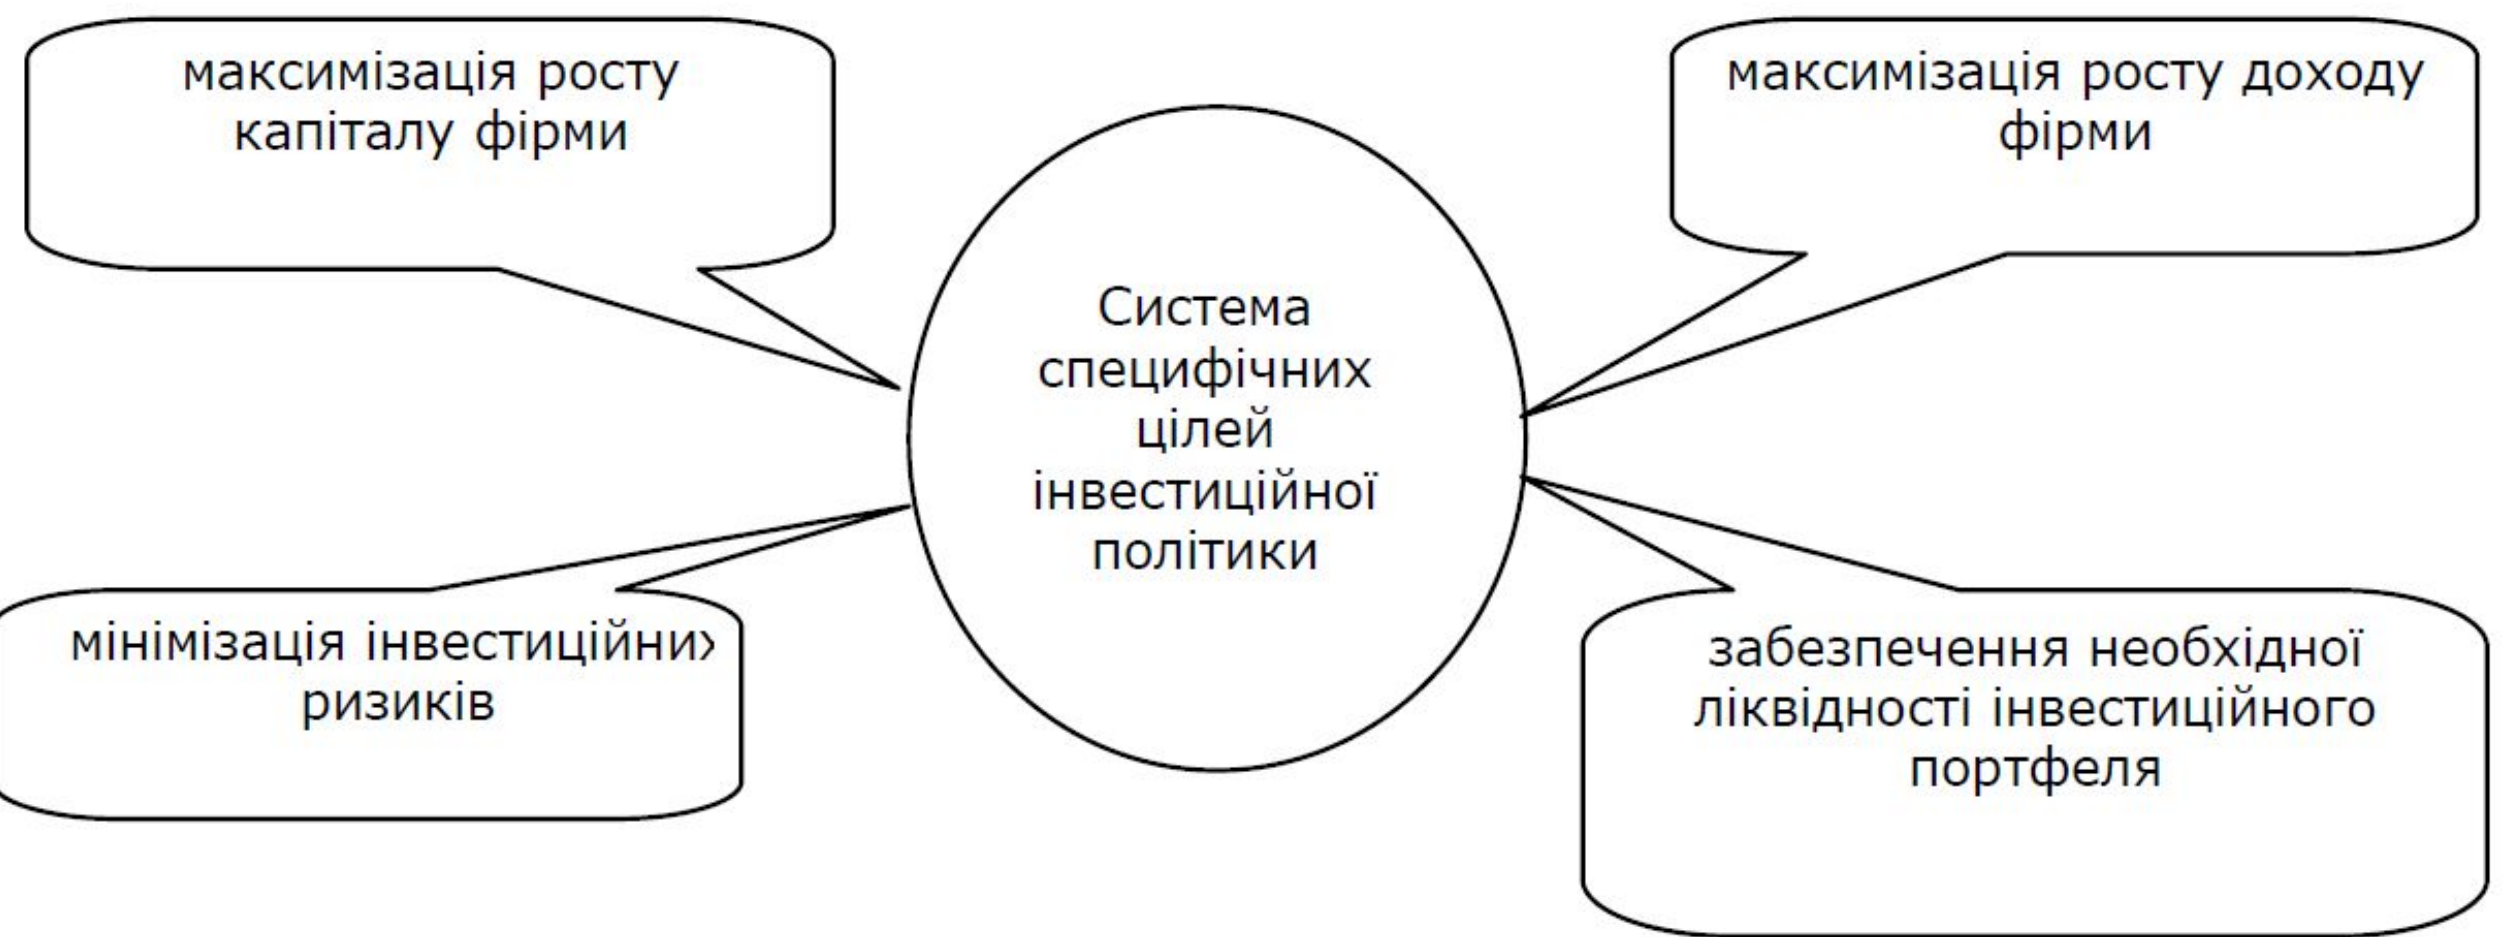 максимізація росту
капіталу фірми
максимізація росту доходу
фірми
Система
специфічних
цілей
інвестиційної
політики
мінімізація інвестиційних
ризиків
забезпечення необхідної
ліквідності інвестиційного
портфеля